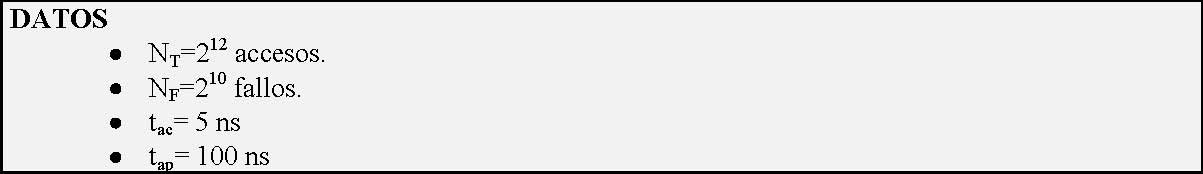 DATOS
● N_T=2^12 accesos.
● N_F=2^10 fallos.
● t_ac= 5 ns
● t_ap= 100 ns